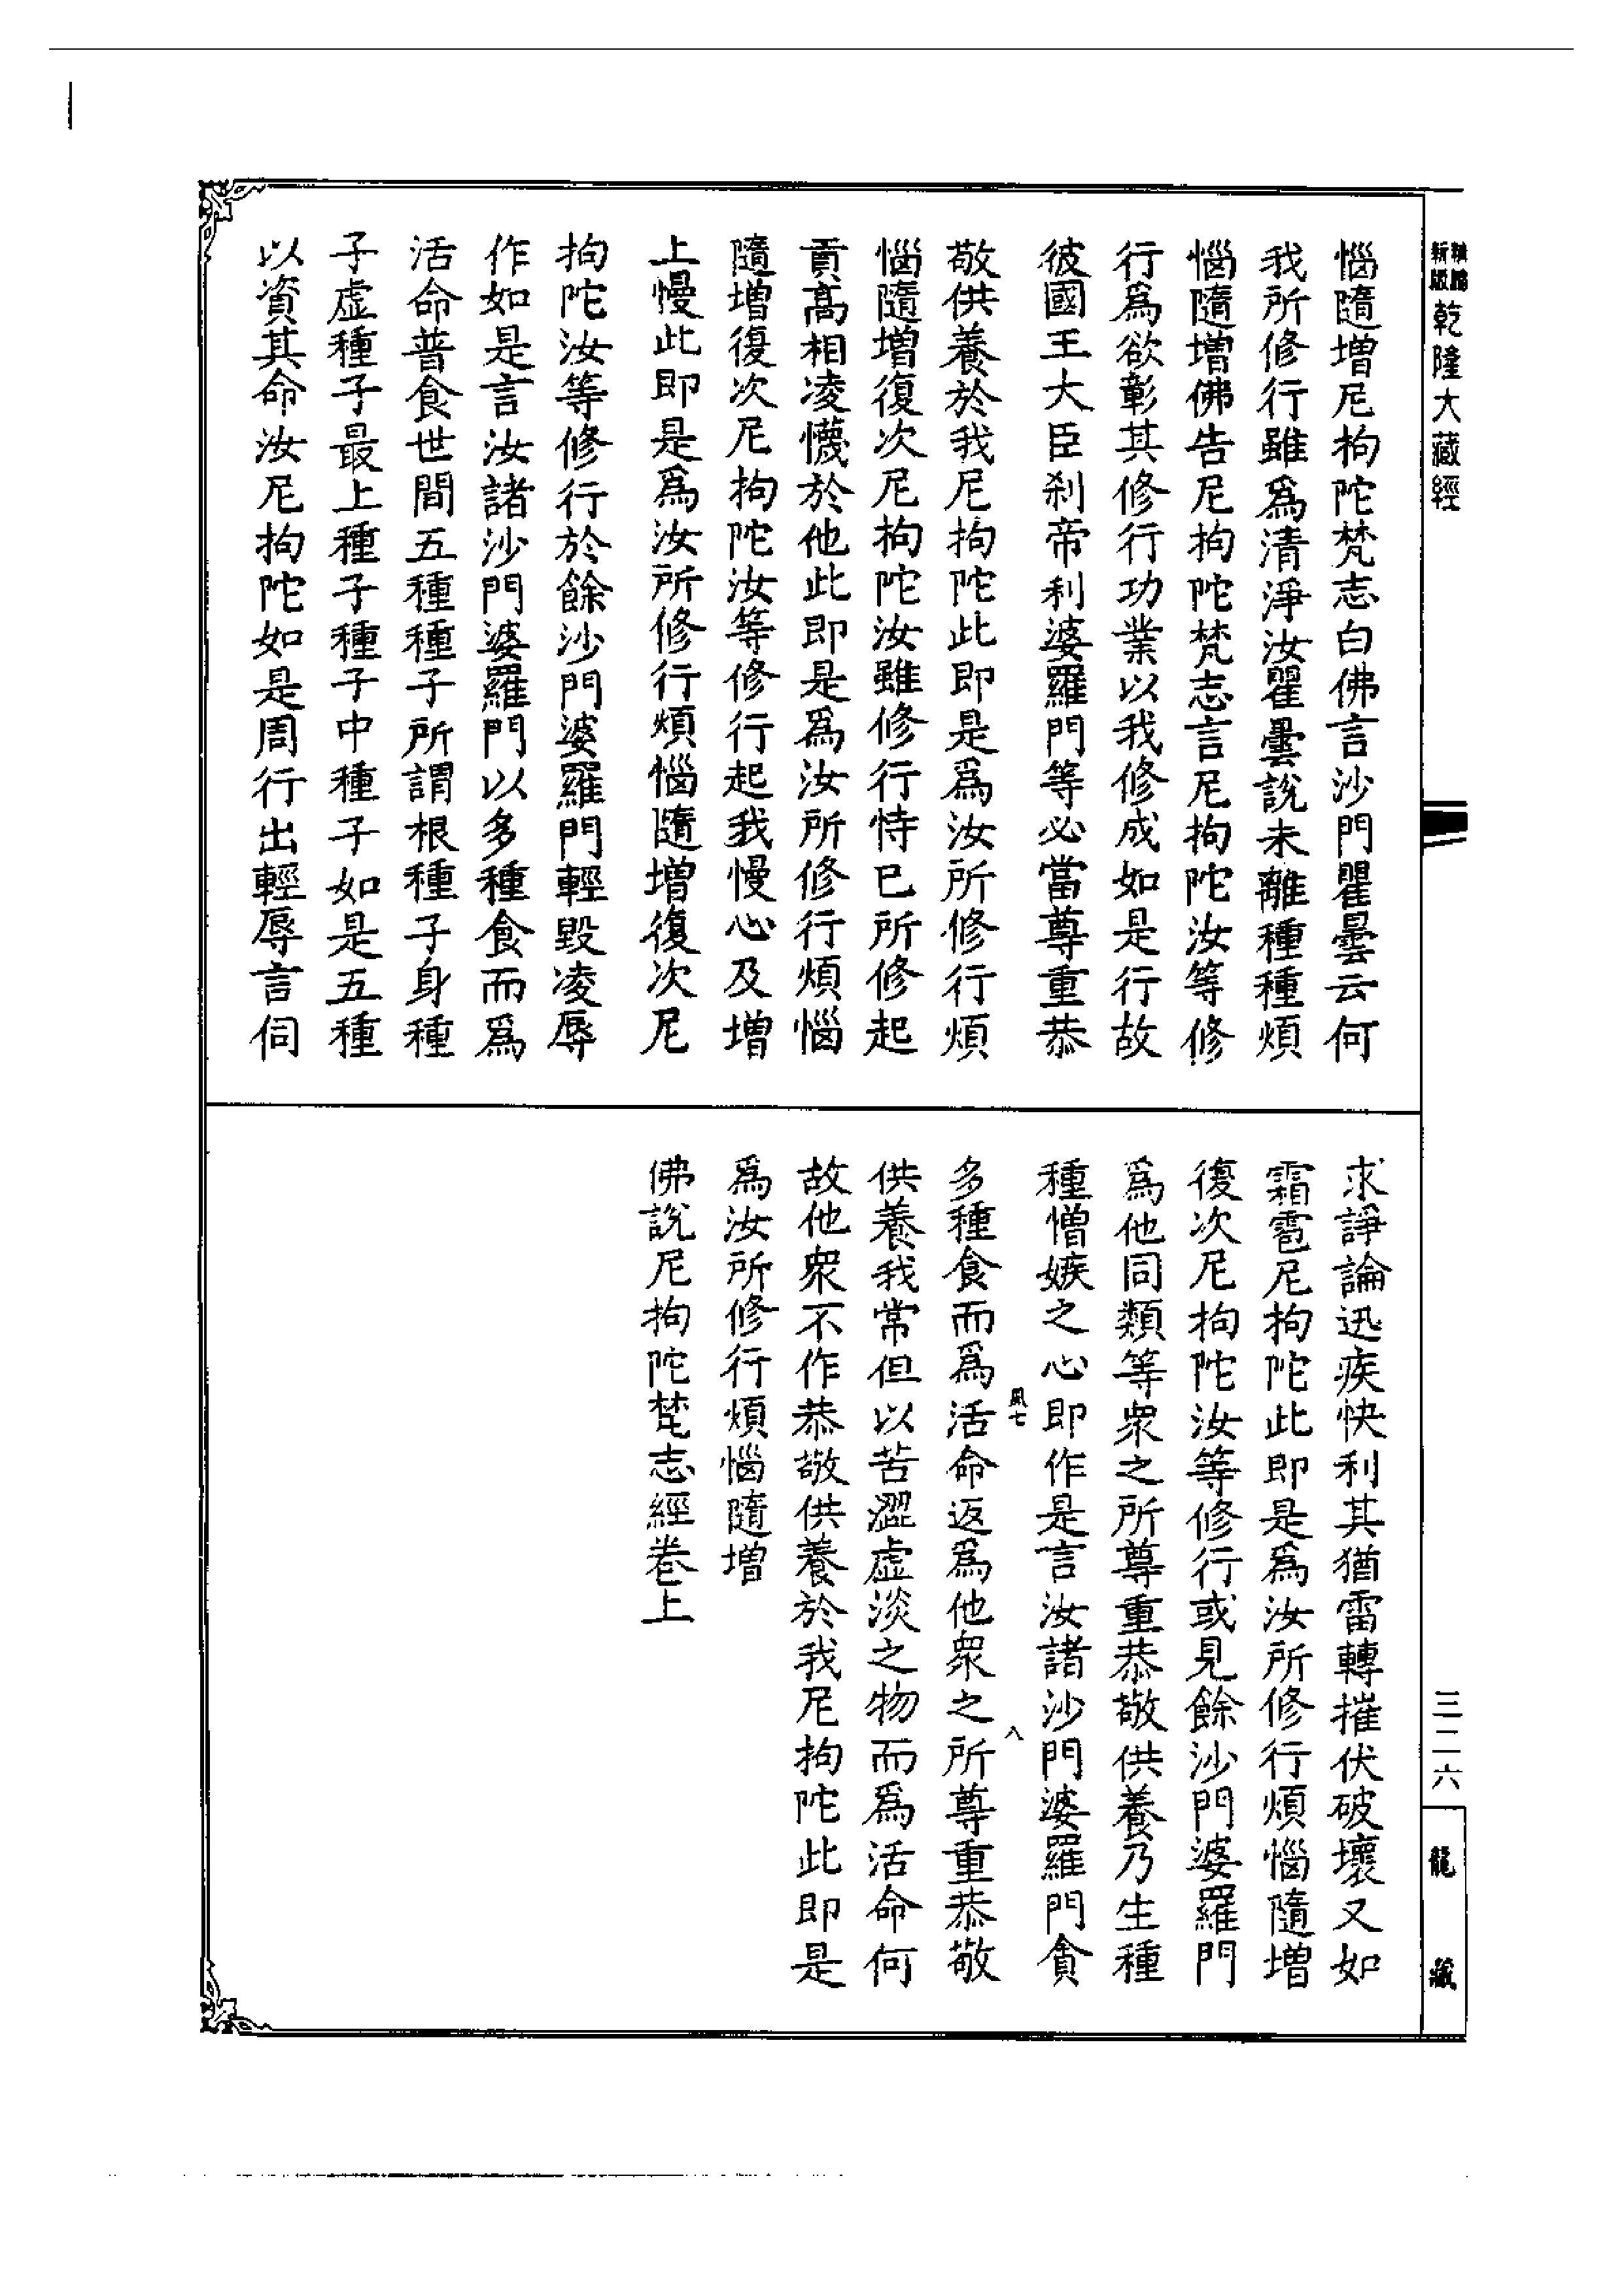 新版
乾隆大藏經
惱隨增尼拘陀梵志白佛言沙門瞿曇云何
我所修行雖爲清淨汝瞿曇說未離種種煩
惱隨增佛告尼拘陀梵志言尼拘陀汝等修
行爲欲彰其修行功業以我修成如是行故
彼國王大臣剎帝利婆羅門等必當尊重恭
敬供養於我尼拘陀此即是爲汝所修行煩
惱隨增復次尼拘陀汝雖修行恃已所修起
貢高相凌懱於他此即是爲汝所修行煩惱
隨增復次尼拘陀汝等修行起我慢心及增
上慢此即是爲汝所修行煩惱隨增復次尼
拘陀汝等修行於餘沙門婆羅門輕毀凌辱
作如是言汝諸沙門婆羅門以多種食而爲
活命普食世間五種種子所謂根種子身種
子虛種子最上種子種子中種子如是五種
以資其命汝尼拘陀如是周行出輕辱言伺
求諍論迅疾快利其猶雷轉摧伏破壞又如
霜雹尼拘陀此即是爲汝所修行煩惱隨增
復次尼拘陀汝等修行或見餘沙門婆羅門
爲他同類等衆之所尊重恭敬供養乃生種
種憎嫉之心即作是言汝諸沙門婆羅門貪
風七
八
多種食而爲活命返爲他衆之所尊重恭敬
供養我常但以苦澀虛淡之物而爲活命何
故他衆不作恭敬供養於我尼拘陀此即是
爲汝所修行煩惱隨增
佛說尼拘陀梵志經卷上
三二六
龍藏